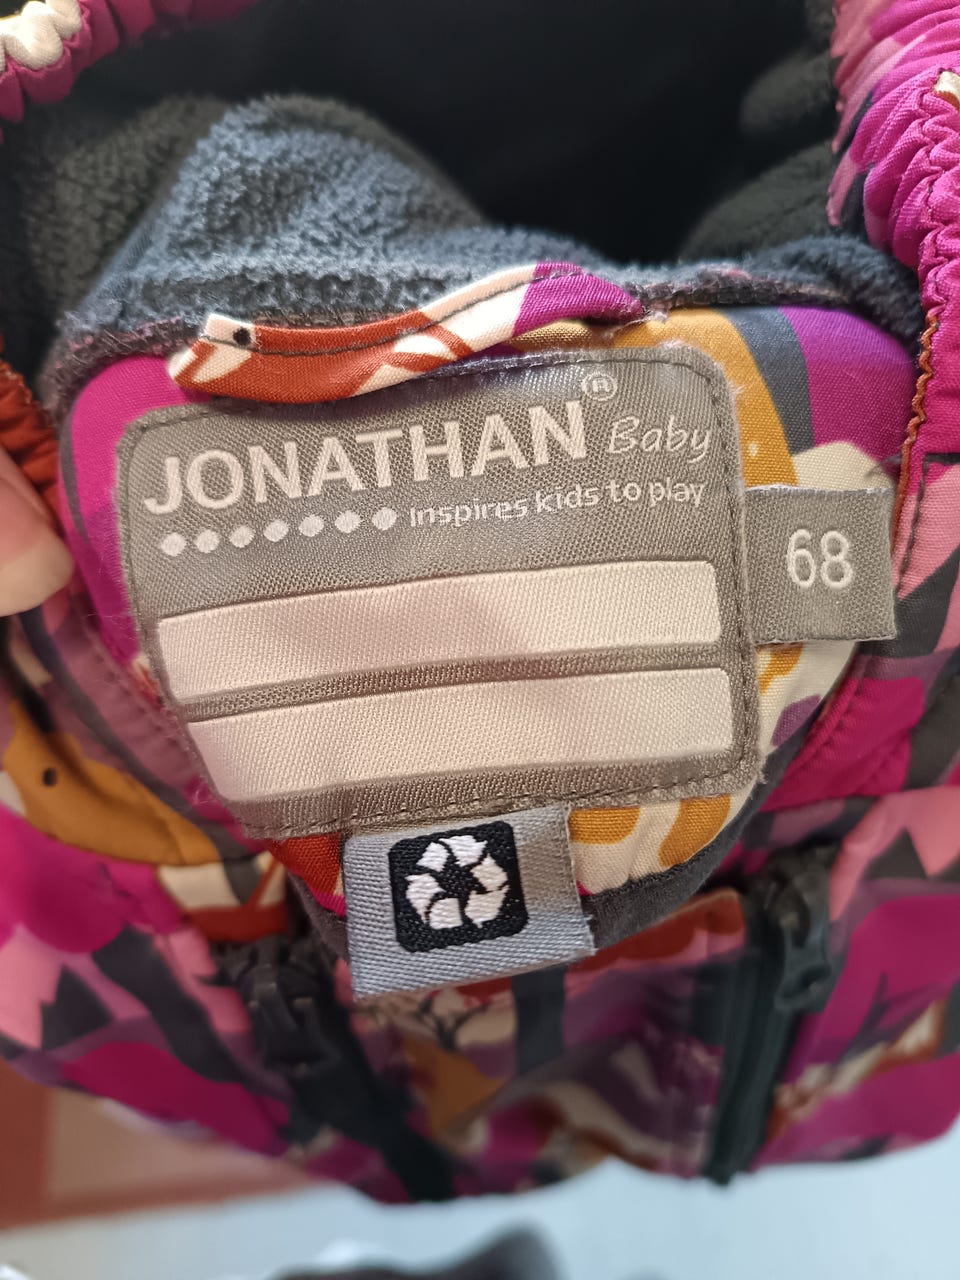 JONATHAN® Baby
Inspires kids to play
68